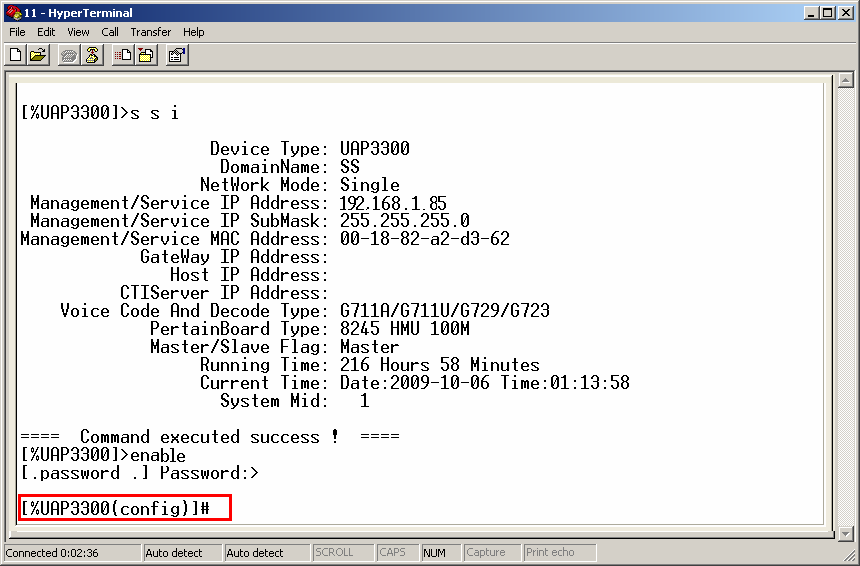 11 - HyperTerminal
File Edit View Call Transfer Help
[%UAP3300]>s s i
Device Type: UAP3300
DomainName: SS
NetWork Mode: Single
Management/Service IP Address: 192.168.1.85
Management/Service IP SubMask: 255.255.255.0
Management/Service MAC Address: 00-18-82-a2-d3-62
GateWay IP Address:
Host IP Address:
CTIServer IP Address:
Voice Code And Decode Type: G711A/G711U/G729/G723
PertainBoard Type: 8245 HMU 100M
Master/Slave Flag: Master
Running Time: 216 Hours 58 Minutes
Current Time: Date:2009-10-06 Time:01:13:58
System Mid: 1
==== Command executed success ! ====
[%UAP3300]>enable
[.password .] Password:>
[%UAP3300(config)]#
Connected 0:02:36 Auto detect Auto detect SCROLL CAPS NUM Capture Print echo